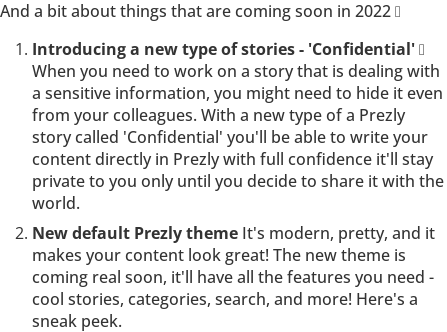 And a bit about things that are coming soon in 2022
1. Introducing a new type of stories - 'Confidential'
When you need to work on a story that is dealing with
a sensitive information, you might need to hide it even
from your colleagues. With a new type of a Prezly
story called 'Confidential' you'll be able to write your
content directly in Prezly with full confidence it'll stay
private to you only until you decide to share it with the
world.
2. New default Prezly theme It's modern, pretty, and it
makes your content look great! The new theme is
coming real soon, it'll have all the features you need -
cool stories, categories, search, and more! Here's a
sneak peek.